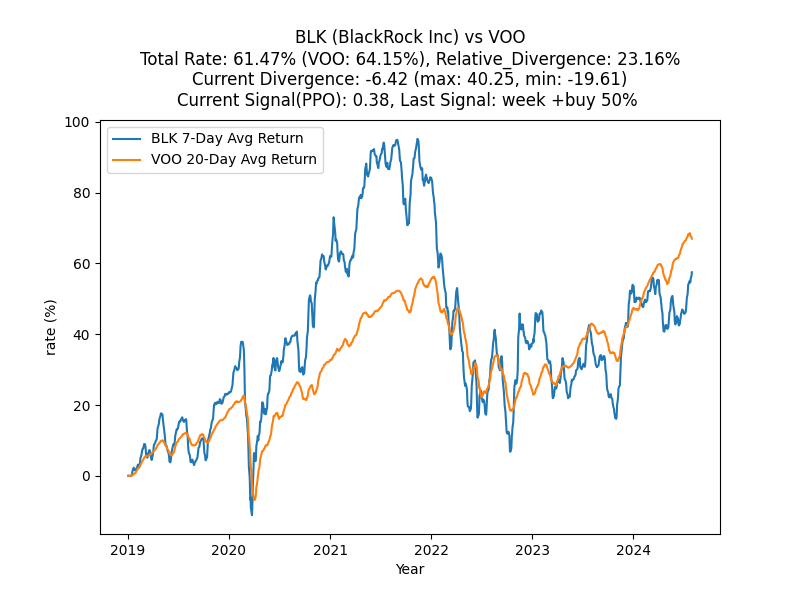 BLK (BlackRock Inc) vs VOO
Total Rate: 61.47% (VOO: 64.15%), Relative_Divergence: 23.16%
Current Divergence: -6.42 (max: 40.25, min: -19.61)
Current Signal(PPO): 0.38, Last Signal: week +buy 50%
BLK 7-Day Avg Return
VOO 20-Day Avg Return
100
80
60
40
20
0
rate (%)
2019 2020 2021 2022 2023 2024
Year